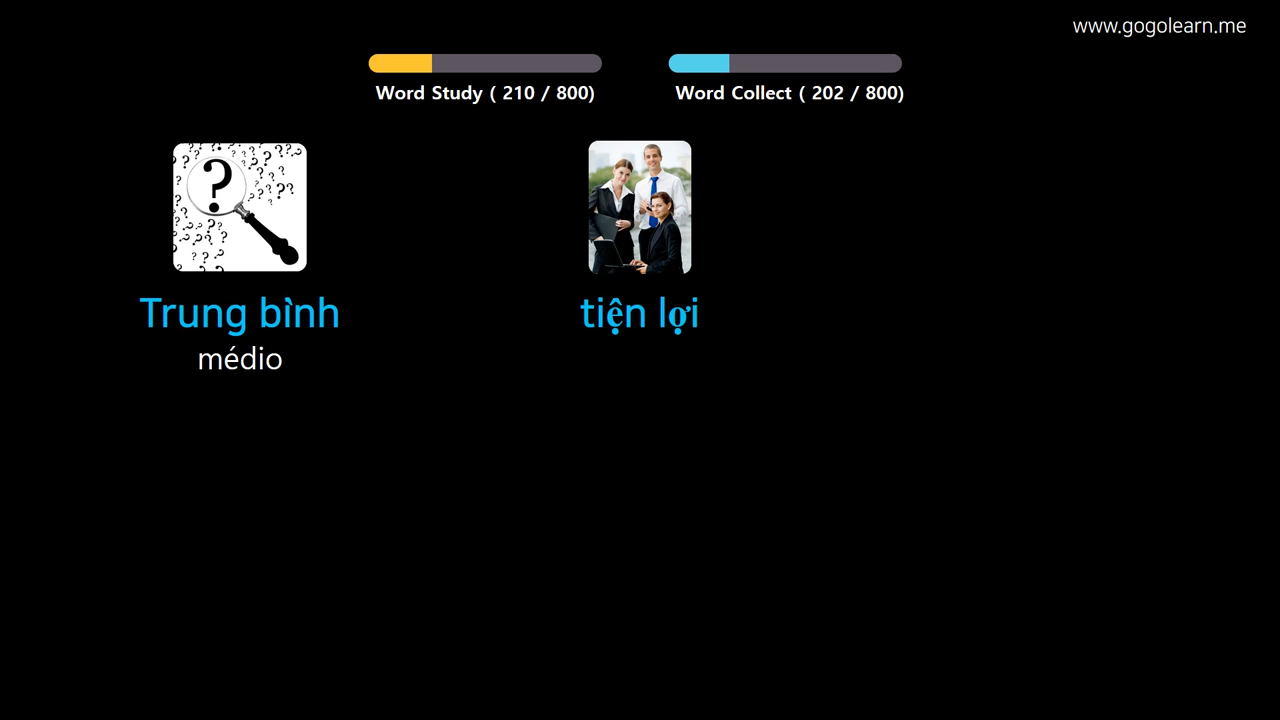 www.gogolearn.me
Word Study ( 210 / 800)
Word Collect ( 202 / 800)
Trung bình
médio
tiện lợi